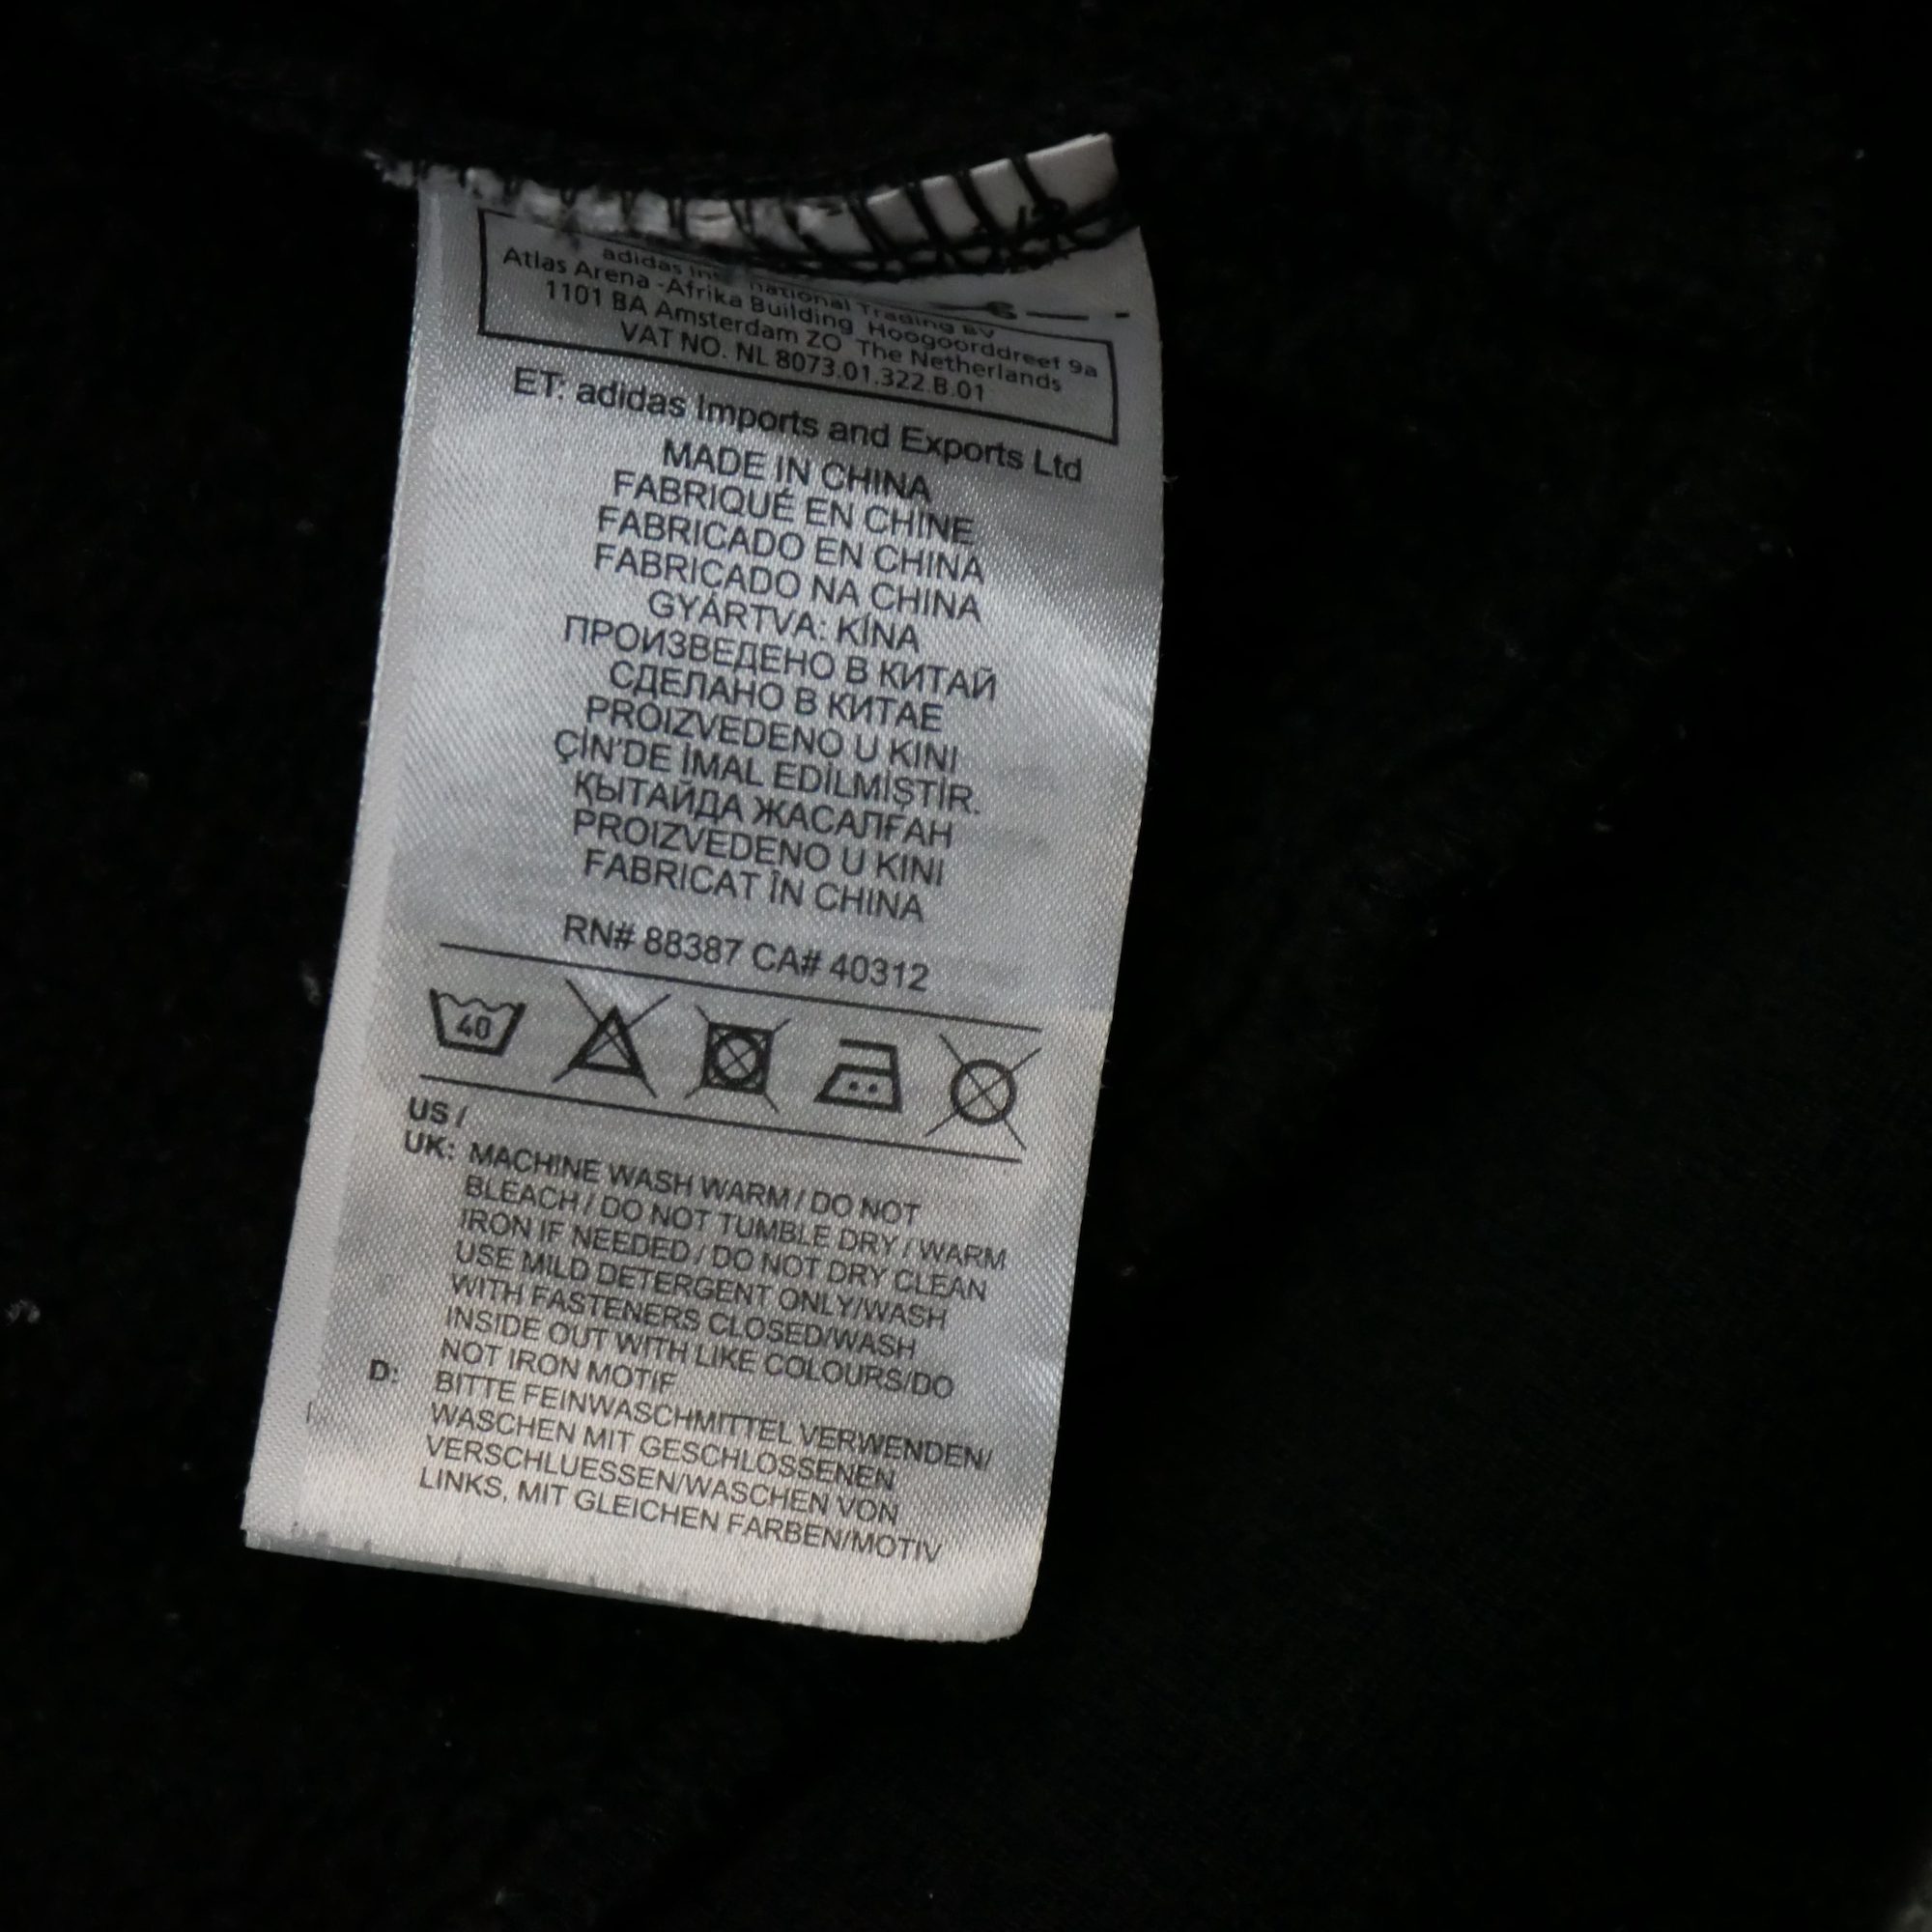 adidas International Trading BV
Atlas Arena -Afrika Building Hoogoorddreef 9a
1101 BA Amsterdam ZO The Netherlands
VAT NO. NL 8073.01.322.B.01
ET: adidas Imports and Exports Ltd
MADE IN CHINA
FABRIQUÉ EN CHINE
FABRICADO EN CHINA
FABRICADO NA CHINA
GYÁRTVA: KÍNA
ПРОИЗВЕДЕНО В КИТАЙ
СДЕЛАНО В КИТАЕ
PROIZVEDENO U KINI
ÇİN'DE İMAL EDİLMİŞTİR.
ҚЫТАЙДА ЖАСАЛҒАН
PROIZVEDENO U KINI
FABRICAT ÎN CHINA
RN# 88387 CA# 40312
40
US /
UK: MACHINE WASH WARM / DO NOT
BLEACH / DO NOT TUMBLE DRY / WARM
IRON IF NEEDED / DO NOT DRY CLEAN
USE MILD DETERGENT ONLY/WASH
WITH FASTENERS CLOSED/WASH
INSIDE OUT WITH LIKE COLOURS/DO
NOT IRON MOTIF
D: BITTE FEINWASCHMITTEL VERWENDEN/
WASCHEN MIT GESCHLOSSENEN
VERSCHLUESSEN/WASCHEN VON
LINKS, MIT GLEICHEN FARBEN/MOTIV